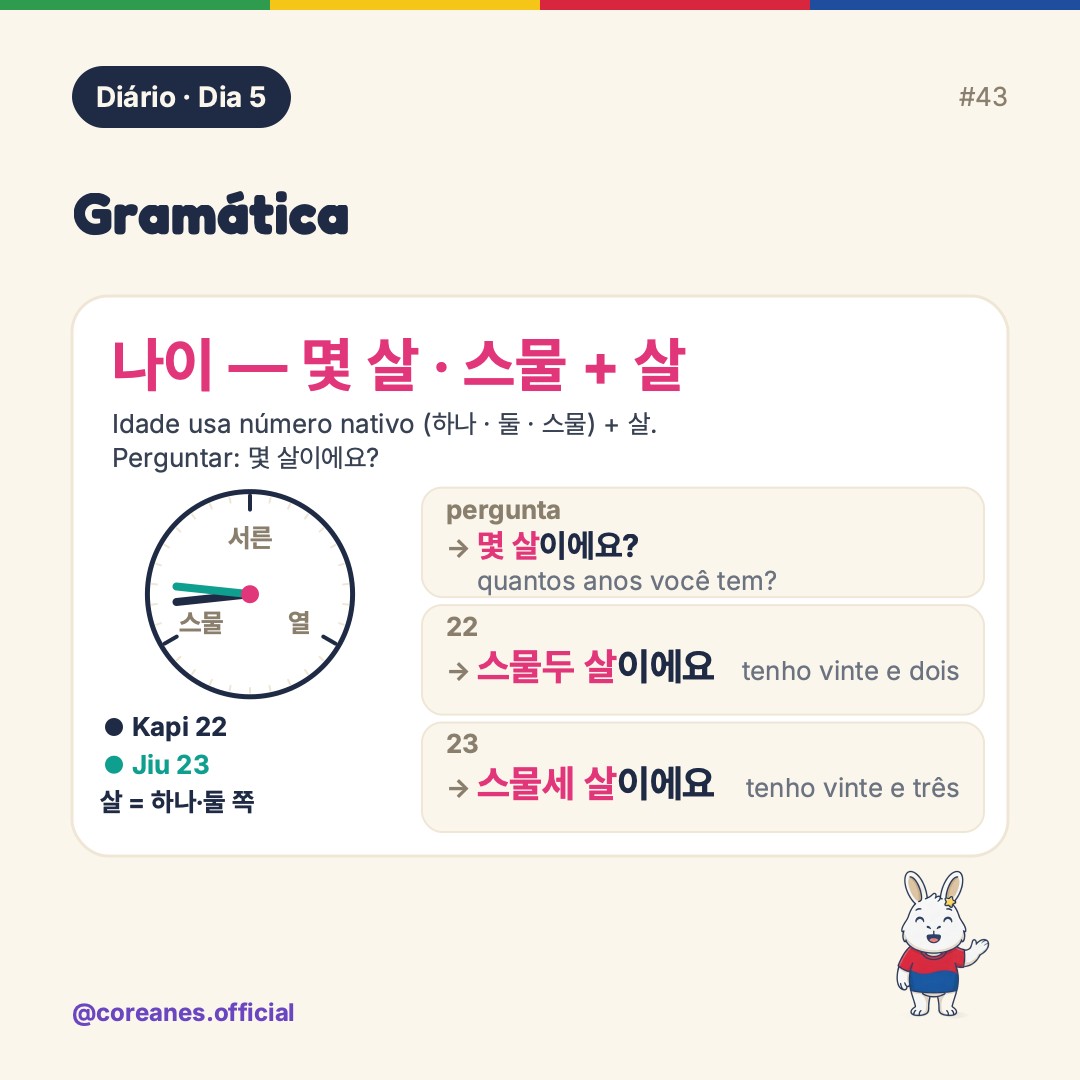 Diário · Dia 5
#43
Gramática
나이 — 몇 살 · 스물 + 살
Idade usa número nativo (하나 · 둘 · 스물) + 살.
Perguntar: 몇 살이에요?
서른
스물
열
Kapi 22
Jiu 23
살 = 하나·둘 쪽
pergunta
→ 몇 살이에요?
quantos anos você tem?
22
→ 스물두 살이에요 tenho vinte e dois
23
→ 스물세 살이에요 tenho vinte e três
@coreanes.official